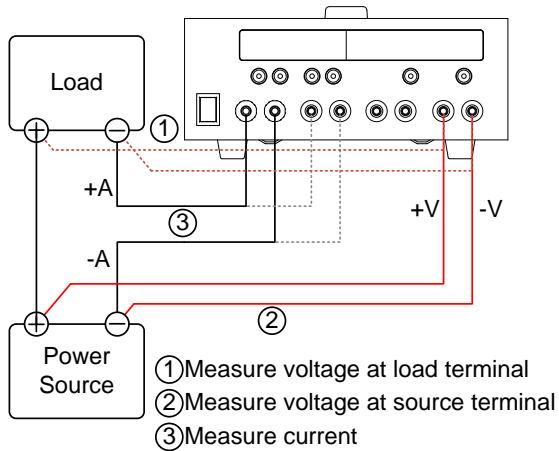 Load
①
+A
③
+V
-V
-A
②
Power
Source
①Measure voltage at load terminal
②Measure voltage at source terminal
③Measure current